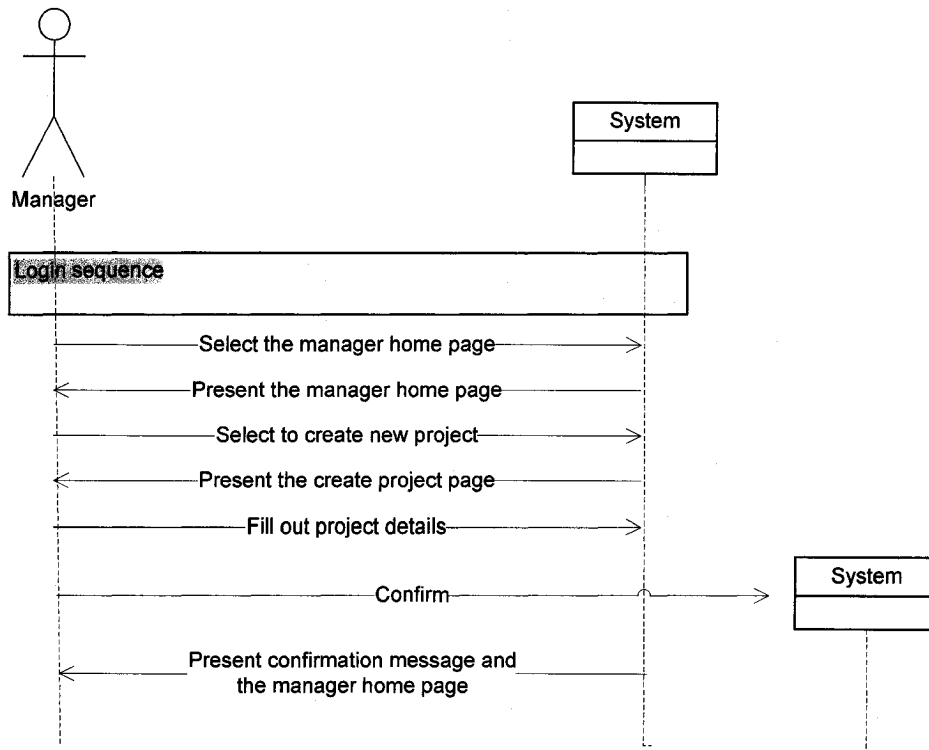 System
Manager
Login sequence
Select the manager home page
Present the manager home page
Select to create new project
Present the create project page
Fill out project details
System
Confirm
Present confirmation message and
the manager home page